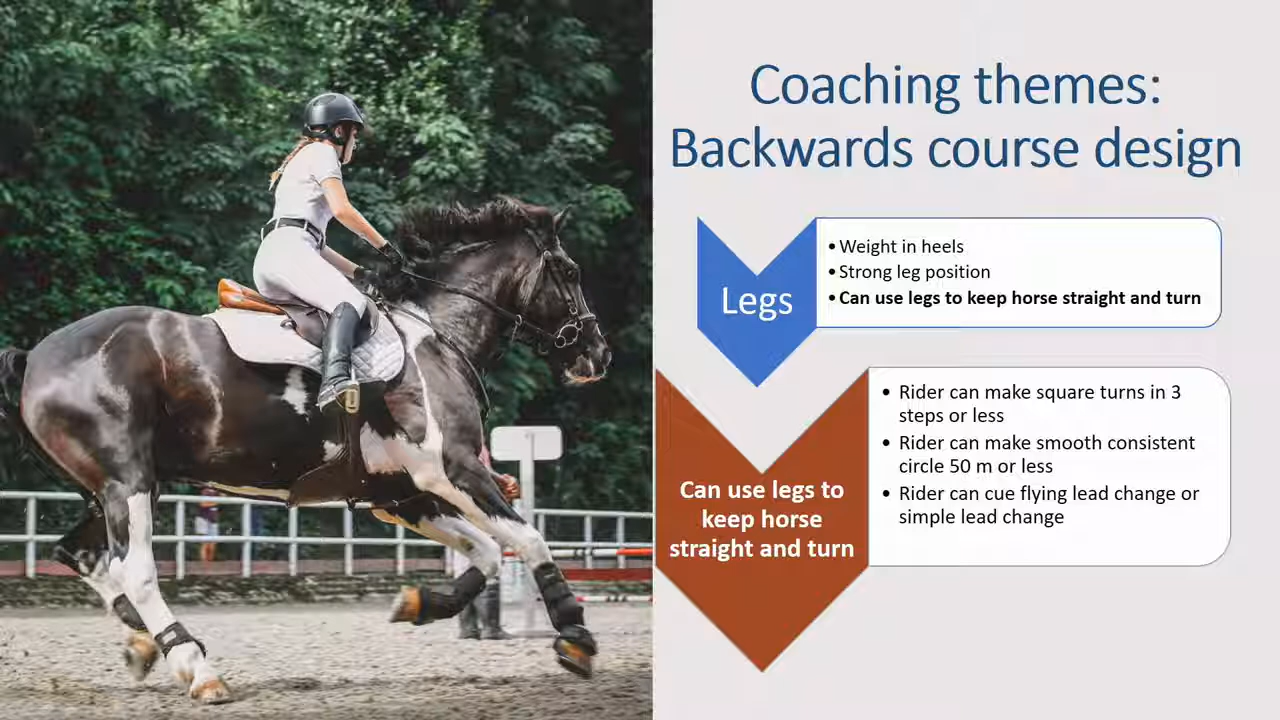 Coaching themes:
Backwards course design
Legs
•Weight in heels
•Strong leg position
•Can use legs to keep horse straight and turn
Can use legs to
keep horse
straight and turn
• Rider can make square turns in 3
steps or less
• Rider can make smooth consistent
circle 50 m or less
• Rider can cue flying lead change or
simple lead change